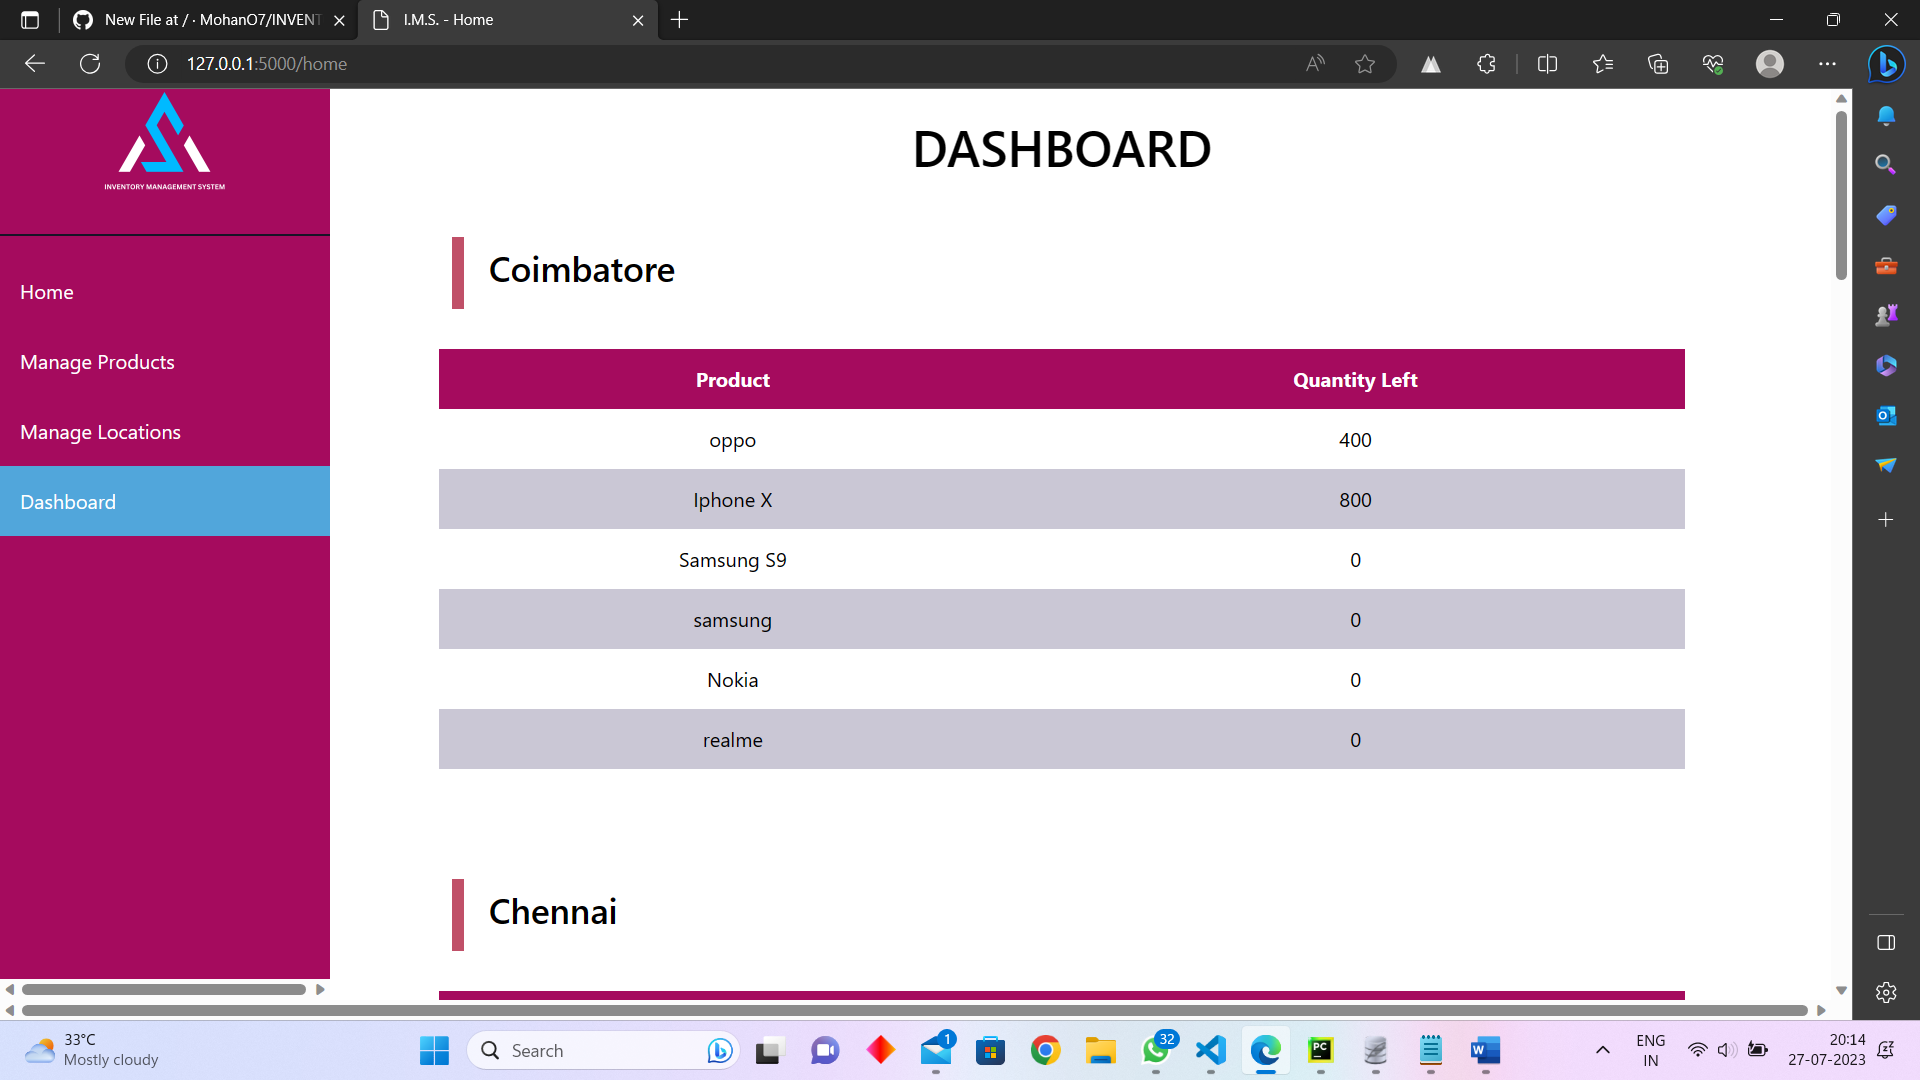 New File at / · MohanO7/INVENT
I.M.S. - Home
127.0.0.1:5000/home
INVENTORY MANAGEMENT SYSTEM
Home
Manage Products
Manage Locations
Dashboard
DASHBOARD
Coimbatore
Product Quantity Left
oppo 400
Iphone X 800
Samsung S9 0
samsung 0
Nokia 0
realme 0
Chennai
33°C
Mostly cloudy
Search
1
32
PC
W
ENG
IN
20:14
27-07-2023